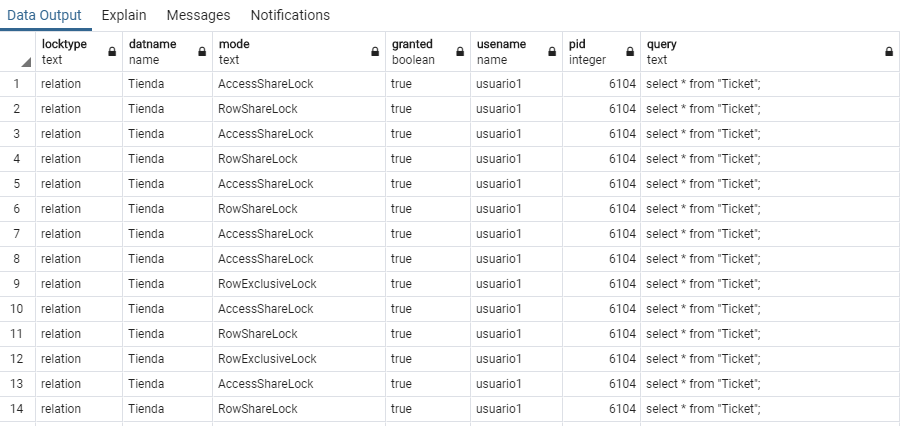 Data Output Explain Messages Notifications
locktype datname mode granted usename pid query
text name text boolean name integer text
1 relation Tienda AccessShareLock true usuario1 6104 select * from "Ticket";
2 relation Tienda RowShareLock true usuario1 6104 select * from "Ticket";
3 relation Tienda AccessShareLock true usuario1 6104 select * from "Ticket";
4 relation Tienda RowShareLock true usuario1 6104 select * from "Ticket";
5 relation Tienda AccessShareLock true usuario1 6104 select * from "Ticket";
6 relation Tienda RowShareLock true usuario1 6104 select * from "Ticket";
7 relation Tienda AccessShareLock true usuario1 6104 select * from "Ticket";
8 relation Tienda AccessShareLock true usuario1 6104 select * from "Ticket";
9 relation Tienda RowExclusiveLock true usuario1 6104 select * from "Ticket";
10 relation Tienda AccessShareLock true usuario1 6104 select * from "Ticket";
11 relation Tienda RowShareLock true usuario1 6104 select * from "Ticket";
12 relation Tienda RowExclusiveLock true usuario1 6104 select * from "Ticket";
13 relation Tienda AccessShareLock true usuario1 6104 select * from "Ticket";
14 relation Tienda RowShareLock true usuario1 6104 select * from "Ticket";